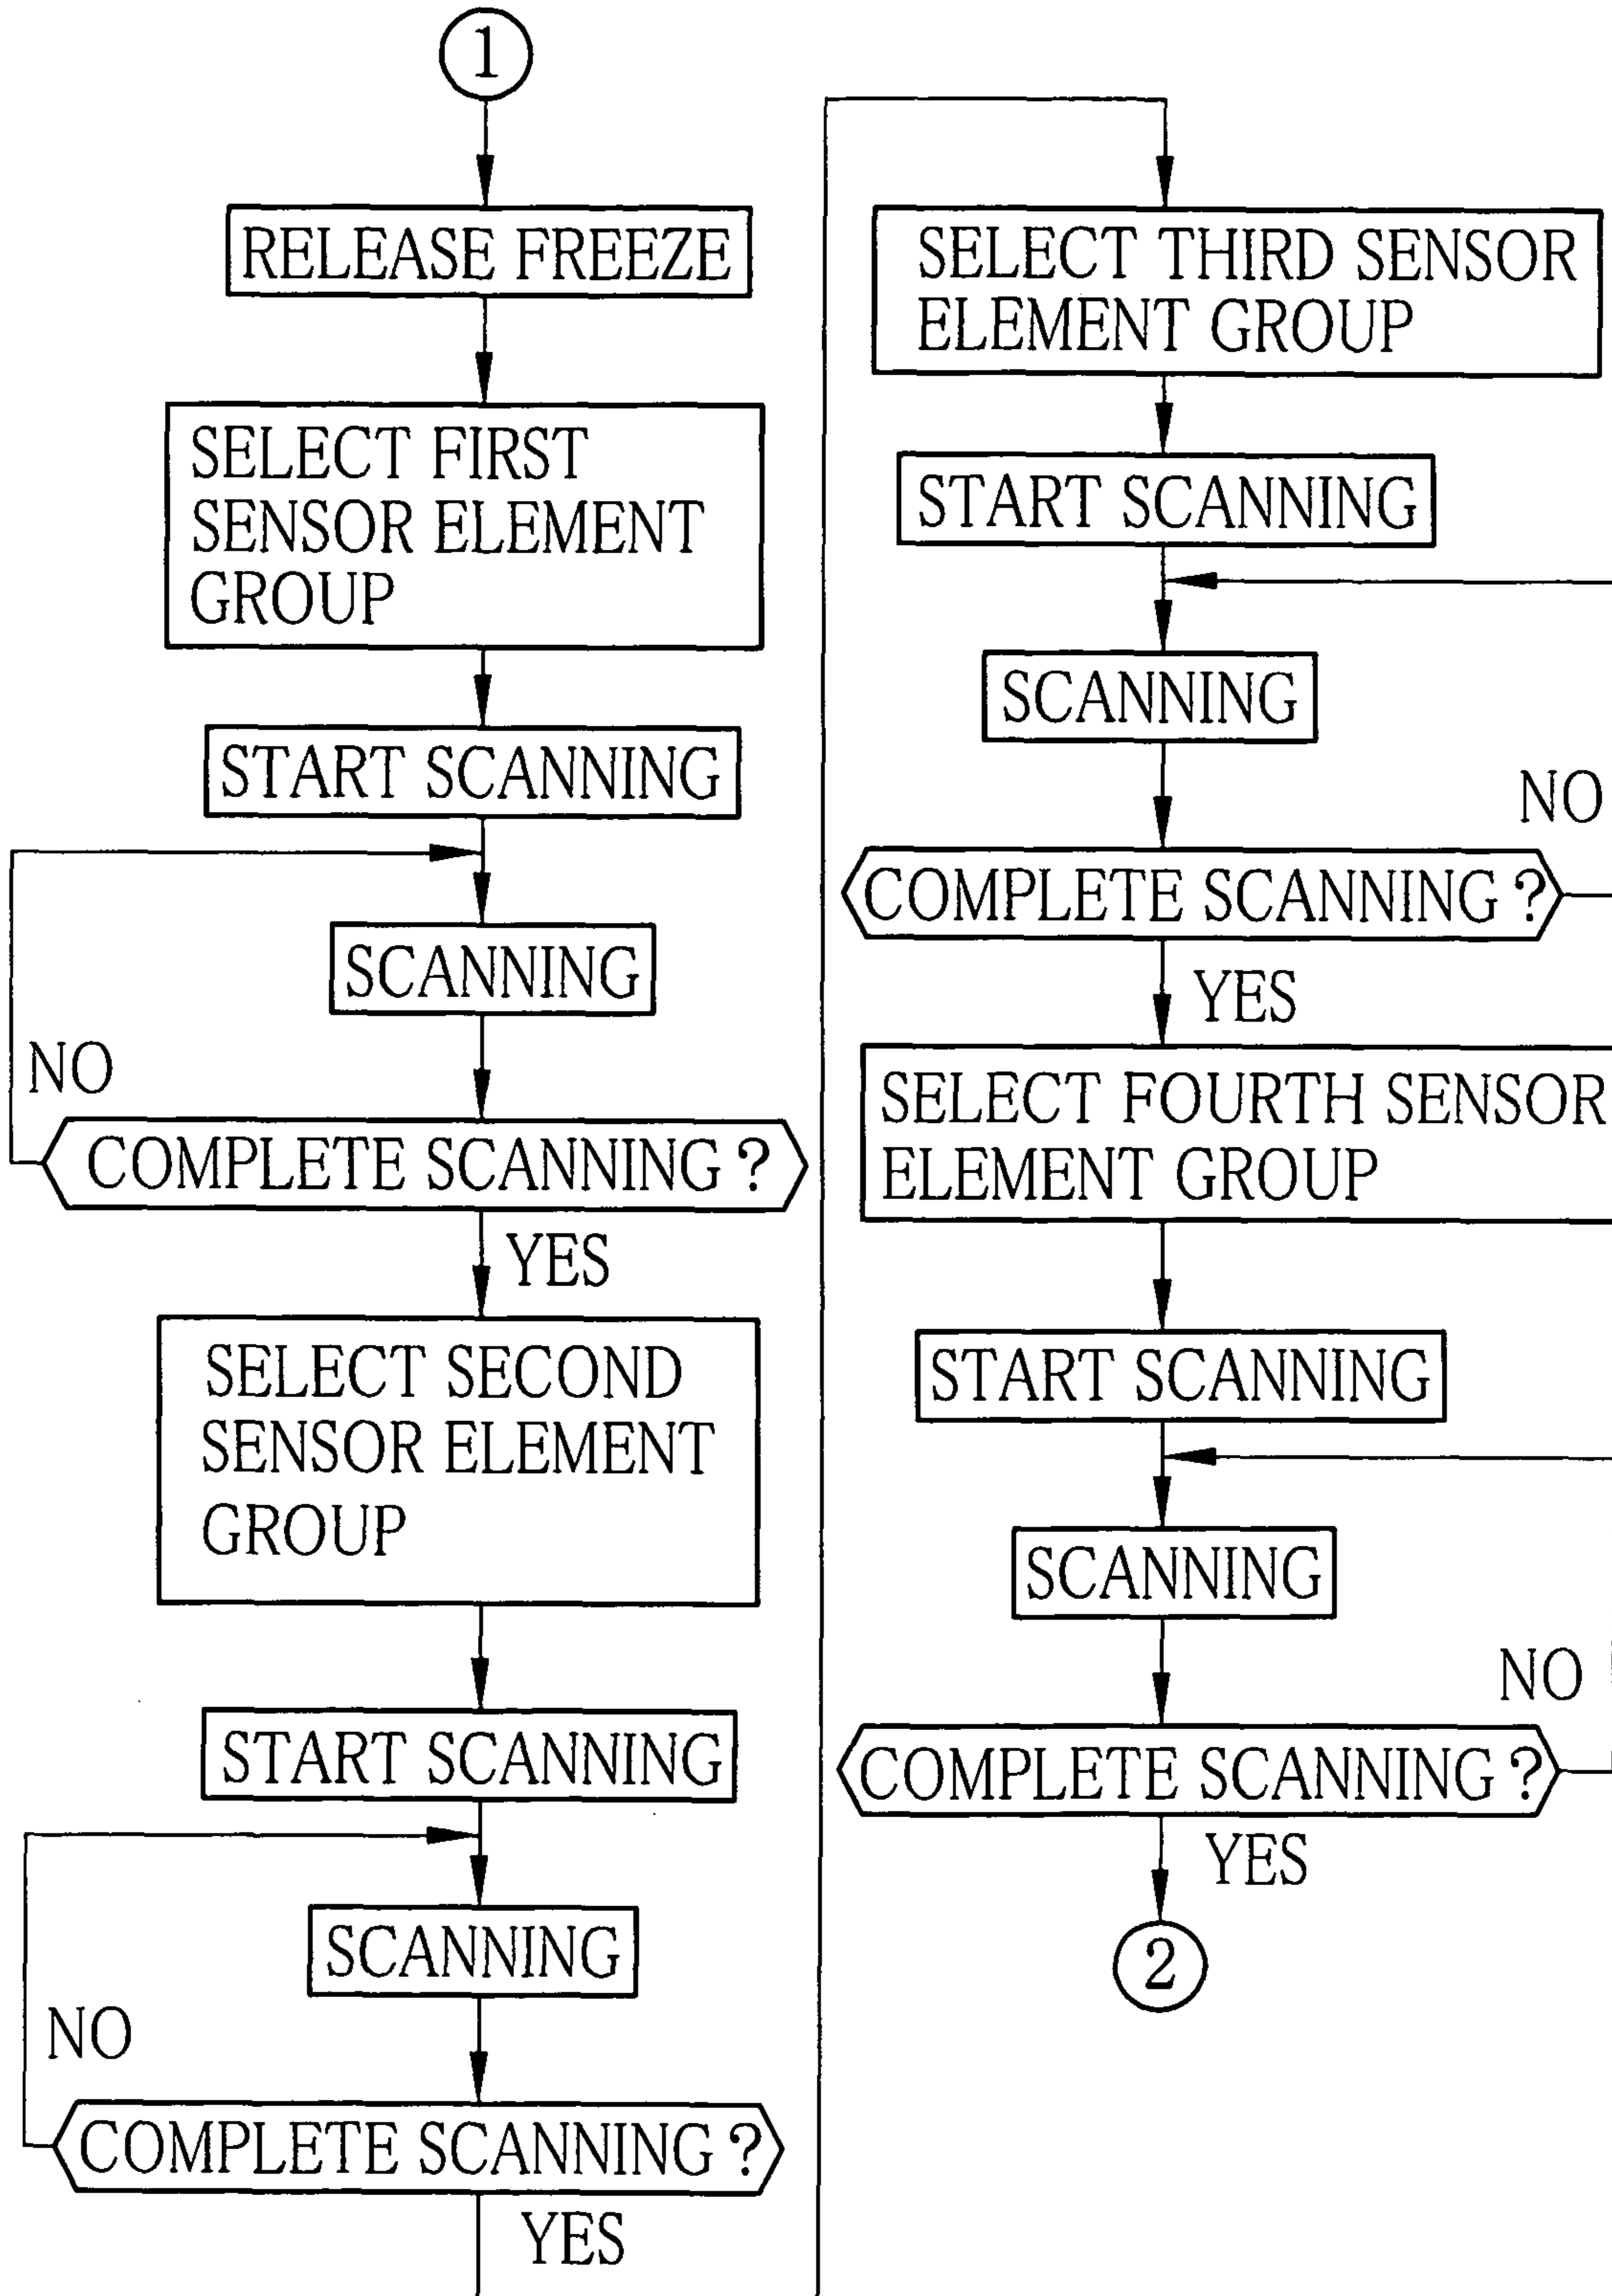 1
RELEASE FREEZE
SELECT FIRST
SENSOR ELEMENT
GROUP
START SCANNING
SCANNING
NO
COMPLETE SCANNING ?
YES
SELECT SECOND
SENSOR ELEMENT
GROUP
START SCANNING
SCANNING
NO
COMPLETE SCANNING ?
YES
SELECT THIRD SENSOR
ELEMENT GROUP
START SCANNING
SCANNING
NO
COMPLETE SCANNING ?
YES
SELECT FOURTH SENSOR
ELEMENT GROUP
START SCANNING
SCANNING
NO
COMPLETE SCANNING ?
YES
2